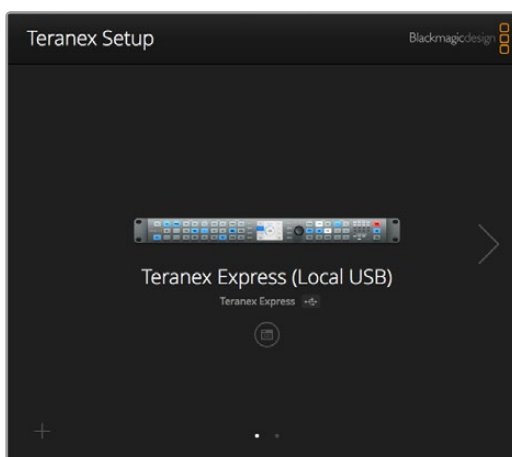 Teranex Setup
Blackmagicdesign
Teranex Express (Local USB)
Teranex Express